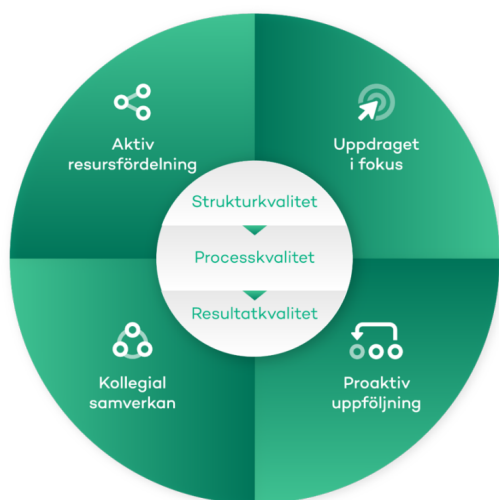 Aktiv
resursfördelning
Uppdraget
i fokus
Strukturkvalitet
Processkvalitet
Resultatkvalitet
Kollegial
samverkan
Proaktiv
uppföljning